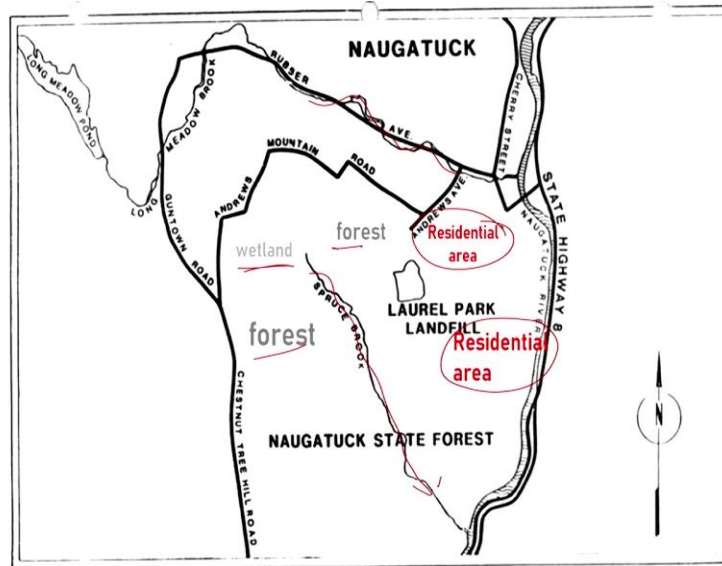 NAUGATUCK
LONG MEADOW POND
LONG MEADOW BROOK
RUBBER AVE.
CHERRY STREET
STATE HIGHWAY 8
NAUGATUCK RIVER
ANDREWS MOUNTAIN ROAD
ANDREWS AVE.
GUNTOWN ROAD
forest
Residential
area
wetland
SPRUCE BROOK
LAUREL PARK
LANDFILL
forest
Residential
area
NAUGATUCK STATE FOREST
CHESTNUT TREE HILL ROAD
N